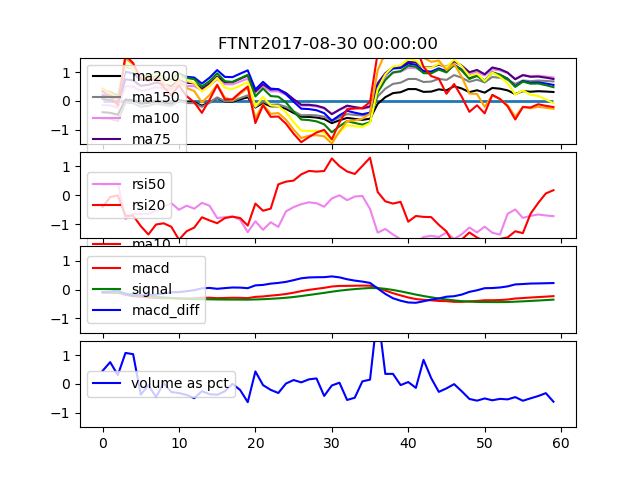 FTNT2017-08-30 00:00:00
1
0
−1
ma200
ma150
ma100
ma75
1
0
−1
rsi50
rsi20
ma10
1
0
−1
macd
signal
macd_diff
1
0
−1
volume as pct
0 10 20 30 40 50 60